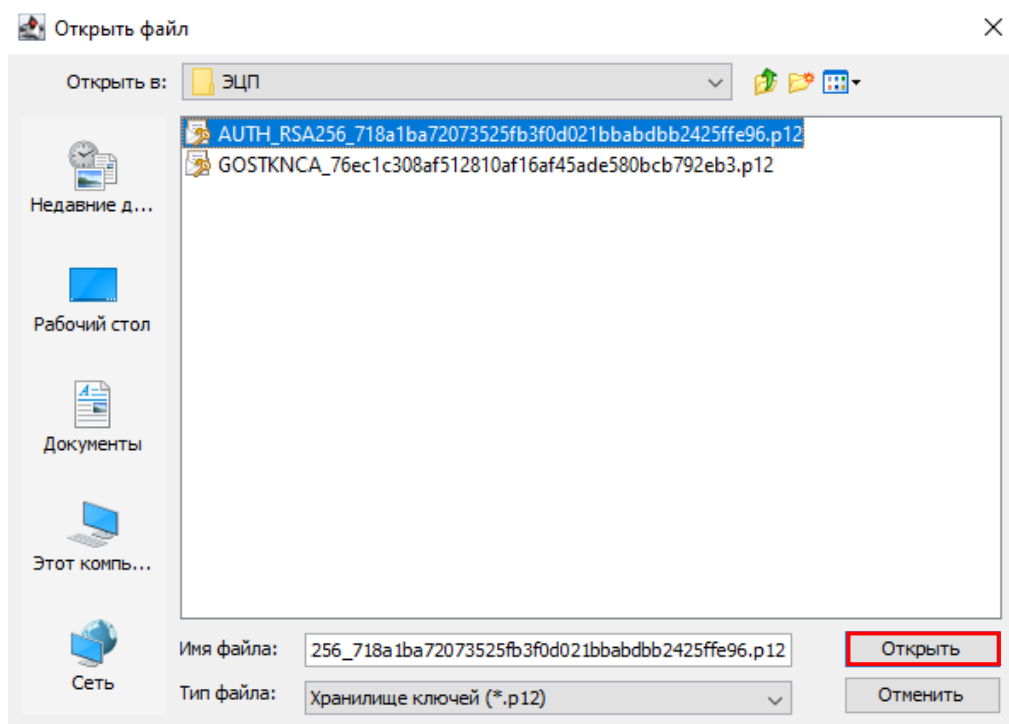 Открыть файл
Открыть в:
ЭЦП
AUTH_RSA256_718a1ba72073525fb3f0d021bbabdbb2425ffe96.p12
GOSTKNCA_76ec1c308af512810af16af45ade580bcb792eb3.p12
Недавние д...
Рабочий стол
Документы
Этот компь...
Сеть
Имя файла:
256_718a1ba72073525fb3f0d021bbabdbb2425ffe96.p12
Открыть
Тип файла:
Хранилище ключей (*.p12)
Отменить